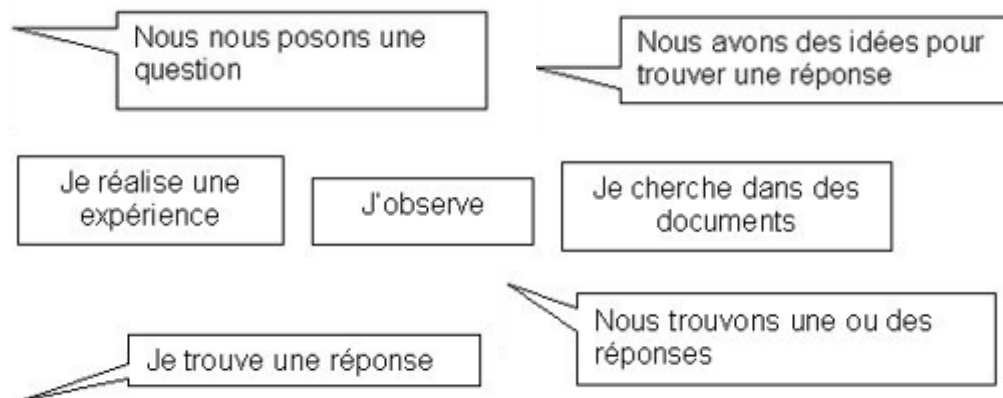 Nous nous posons une
question
Nous avons des idées pour
trouver une réponse
Je réalise une
expérience
J'observe
Je cherche dans des
documents
Nous trouvons une ou des
réponses
Je trouve une réponse